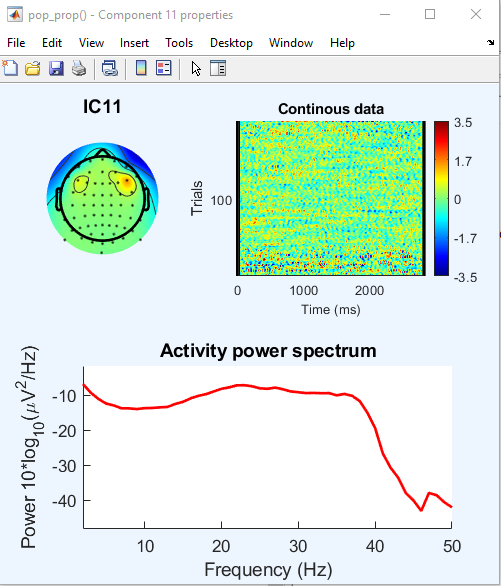 pop_prop() - Component 11 properties
File Edit View Insert Tools Desktop Window Help
IC11
Continous data
Trials
100
3.5
1.7
0
-1.7
-3.5
0 1000 2000
Time (ms)
Activity power spectrum
Power 10*log10(μV2/Hz)
-10
-20
-30
-40
10 20 30 40 50
Frequency (Hz)